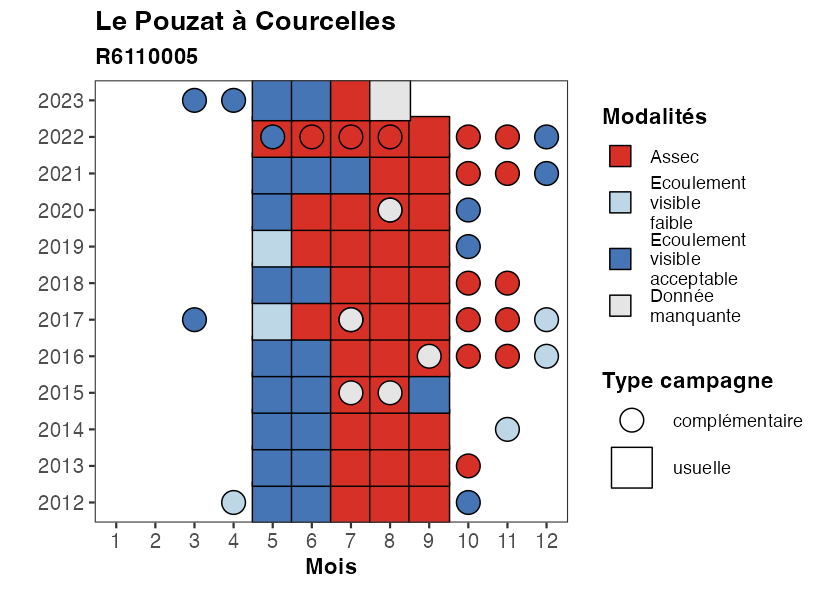 Le Pouzat à Courcelles
R6110005
2023
2022
2021
2020
2019
2018
2017
2016
2015
2014
2013
2012
1 2 3 4 5 6 7 8 9 10 11 12
Mois
Modalités
Assec
Ecoulement
visible
faible
Ecoulement
visible
acceptable
Donnée
manquante
Type campagne
complémentaire
usuelle